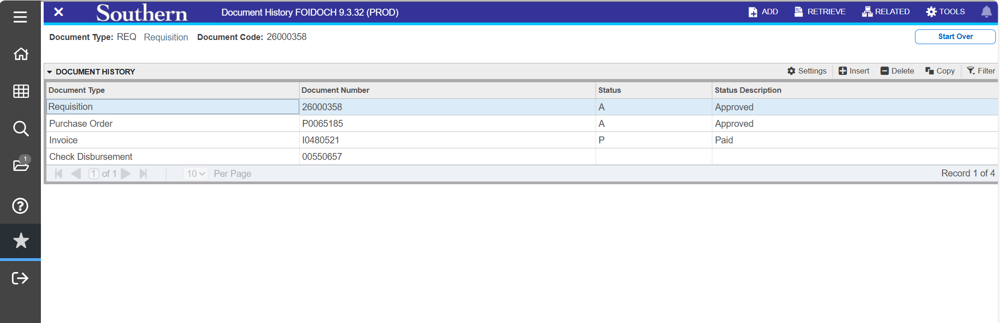 Southern Document History FOIDOCH 9.3.32 (PROD) ADD RETRIEVE RELATED TOOLS
Document Type: REQ Requisition Document Code: 26000358 Start Over
DOCUMENT HISTORY Settings Insert Delete Copy Filter
Document Type Document Number Status Status Description
Requisition 26000358 A Approved
Purchase Order P0065185 A Approved
Invoice I0480521 P Paid
Check Disbursement 00550657
1
1 of 1 10 Per Page Record 1 of 4